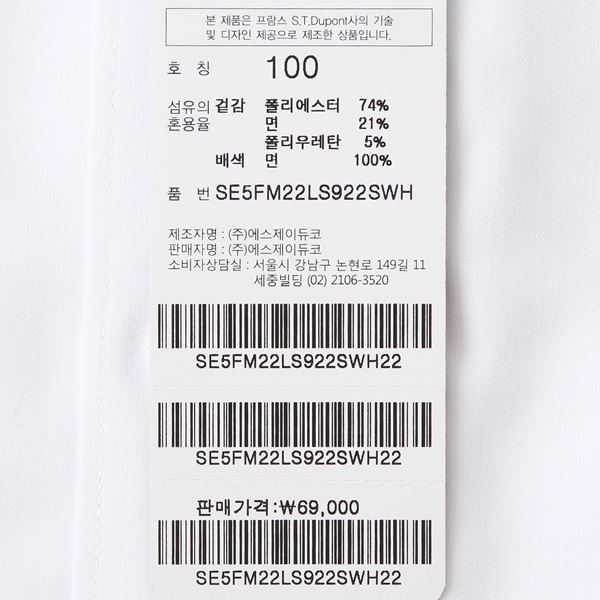 본 제품은 프랑스 S.T.Dupont사의 기술
및 디자인 제공으로 제조한 상품입니다.
호 칭 100
섬유의 겉감 폴리에스터 74%
혼용율 면 21%
폴리우레탄 5%
배색 면 100%
품 번 SE5FM22LS922SWH
제조자명 : (주)에스제이듀코
판매자명 : (주)에스제이듀코
소비자상담실 : 서울시 강남구 논현로 149길 11
세중빌딩 (02) 2106-3520
SE5FM22LS922SWH22
SE5FM22LS922SWH22
판매가격:₩69,000
SE5FM22LS922SWH22